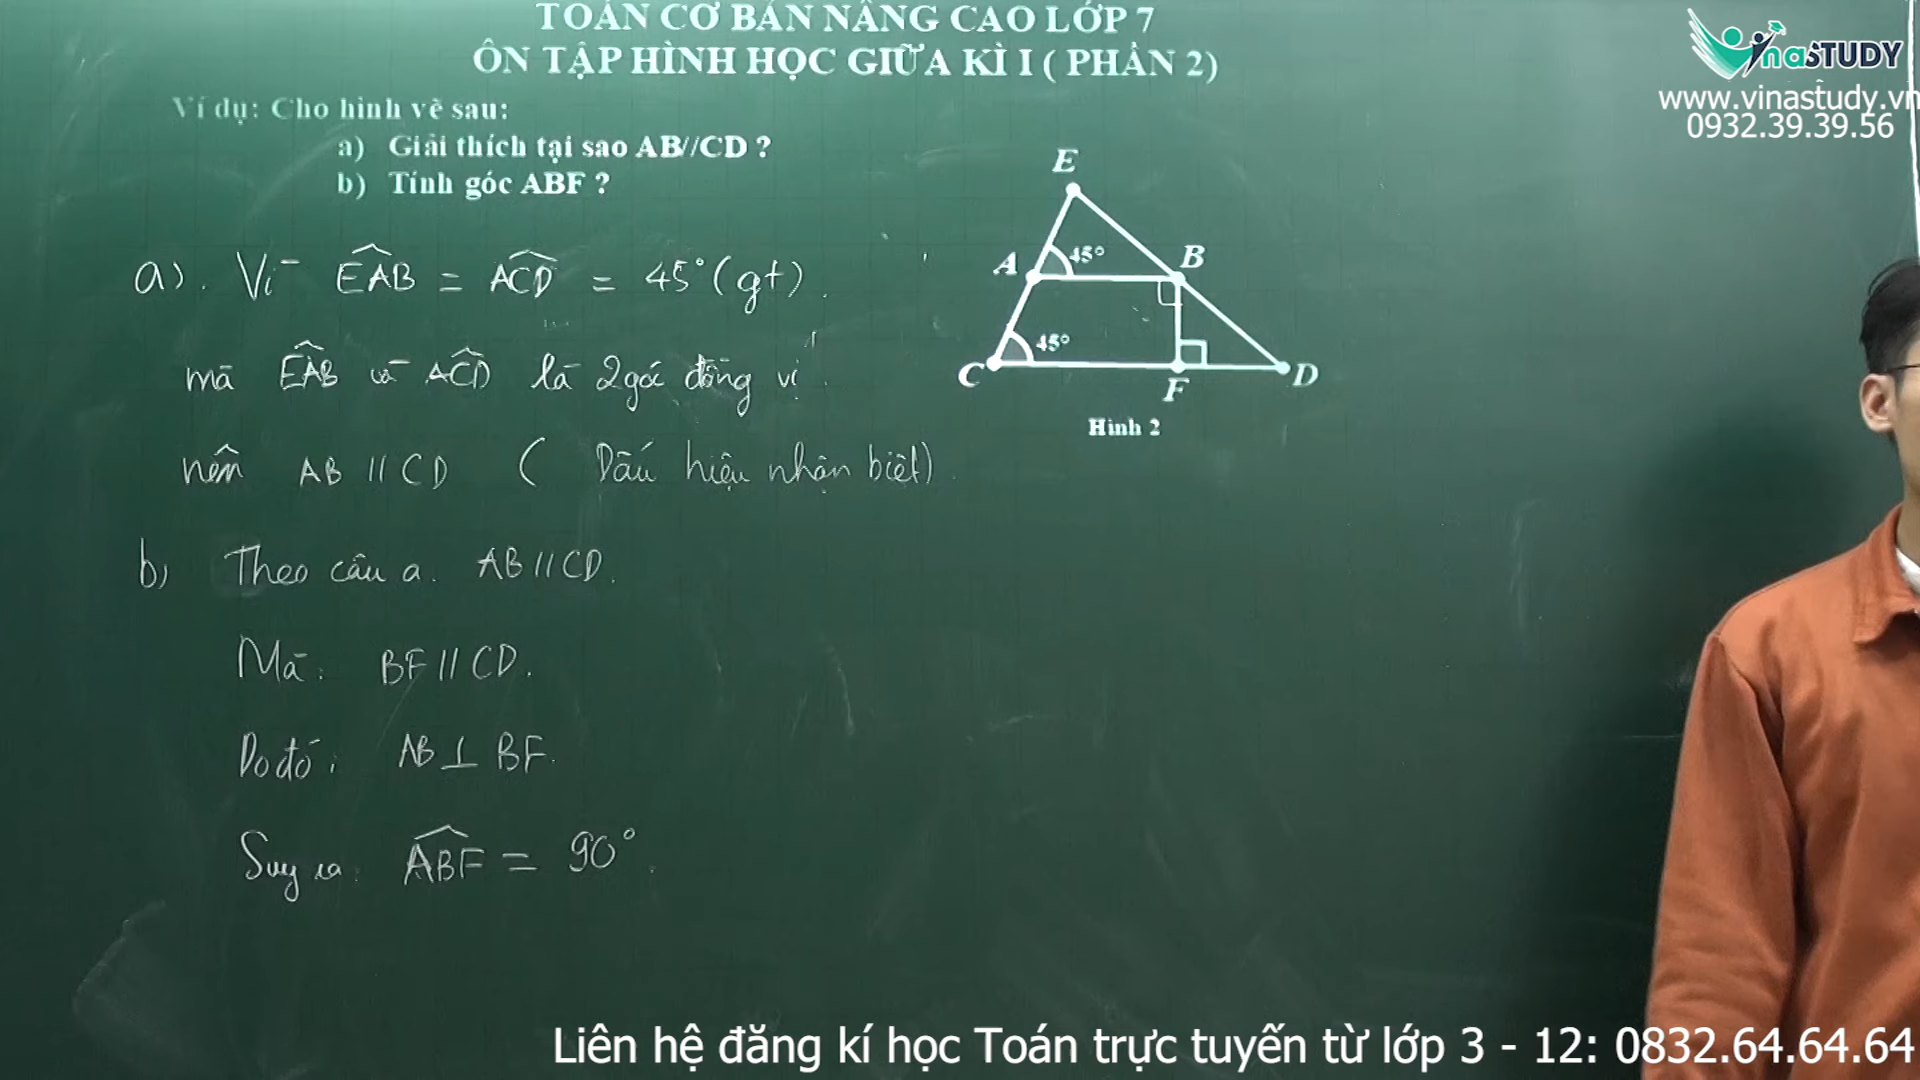 TOÁN CƠ BẢN NÂNG CAO LỚP 7
ÔN TẬP HÌNH HỌC GIỮA KÌ I ( PHẦN 2)
Ví dụ: Cho hình vẽ sau:
a) Giải thích tại sao AB//CD ?
b) Tính góc ABF ?
VinaSTUDY
www.vinastudy.vn
0932.39.39.56
E
A 45° B
C 45° F D
Hình 2
a). Vì EAB = ACD = 45° (gt).
mà EAB và ACD là 2 góc đồng vị.
nên AB // CD ( Dấu hiệu nhận biết)
b) Theo câu a. AB // CD.
Mà: BF // CD.
Do đó: AB ⊥ BF.
Suy ra: ABF = 90°.
Liên hệ đăng kí học Toán trực tuyến từ lớp 3 - 12: 0832.64.64.64